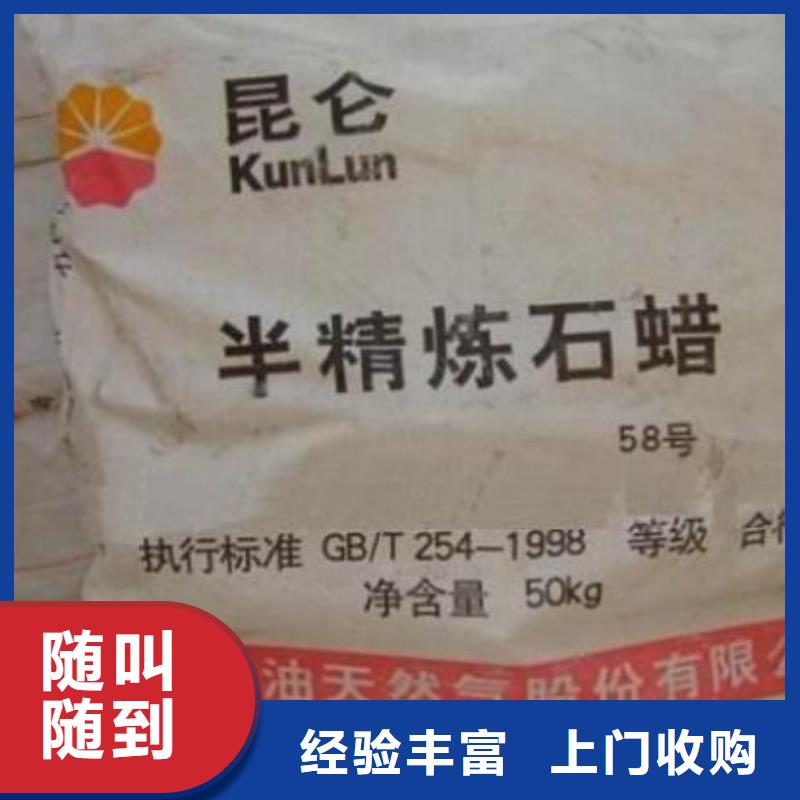 昆仑
KunLun
半精炼石蜡
58号
执行标准 GB/T 254—1998 等级 合
净含量 50kg
油天然气股份有限
随叫
随到
经验丰富 上门收购